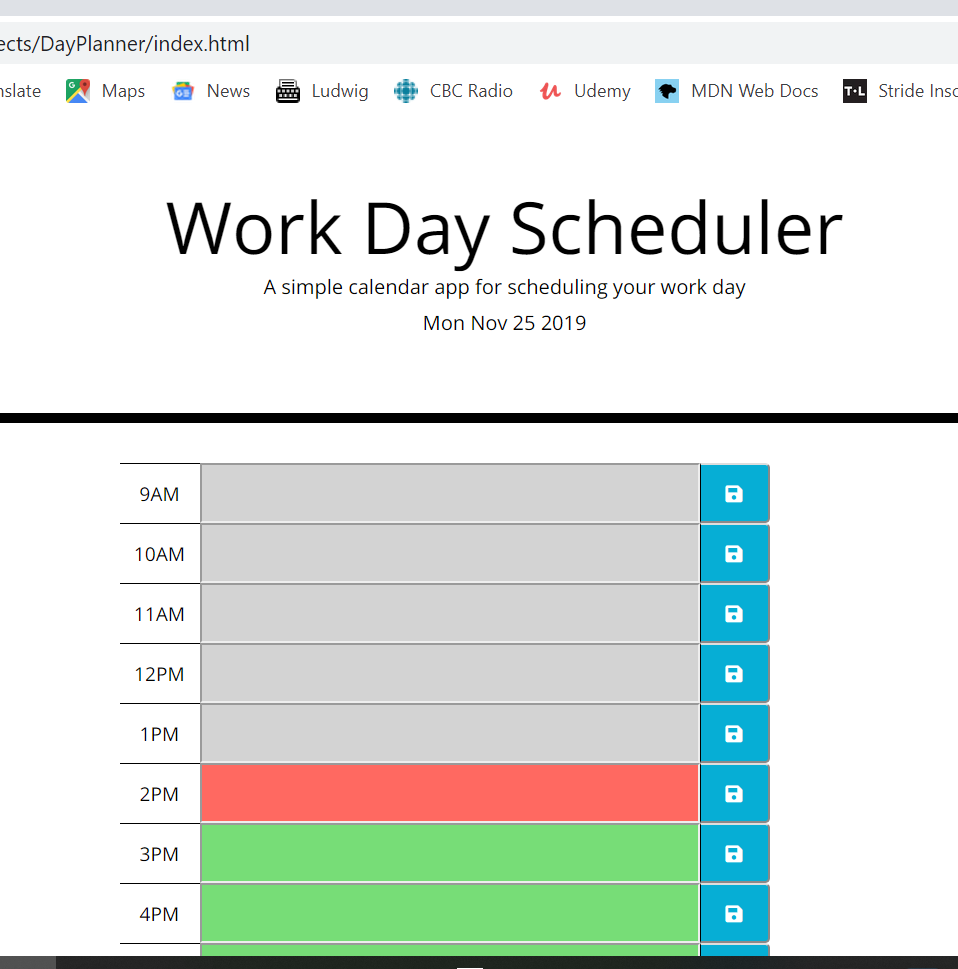 ects/DayPlanner/index.html
nslate Maps News Ludwig CBC Radio Udemy MDN Web Docs T·L Stride Inso
Work Day Scheduler
A simple calendar app for scheduling your work day
Mon Nov 25 2019
9AM
10AM
11AM
12PM
1PM
2PM
3PM
4PM